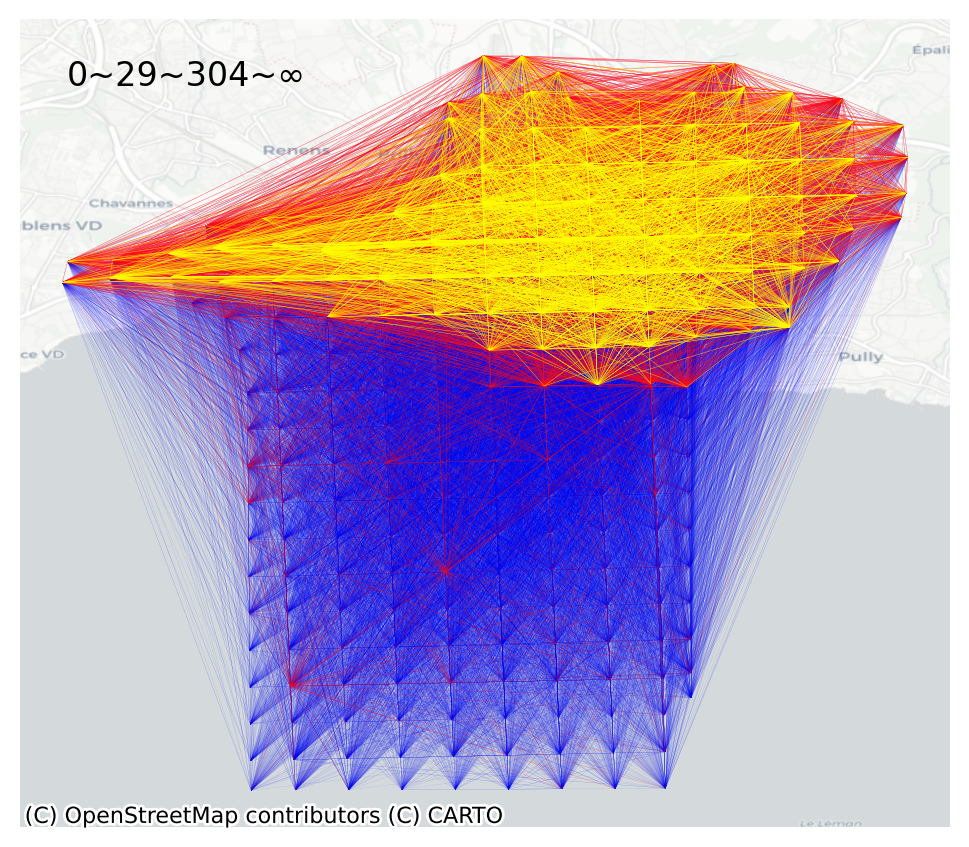 0~29~304~∞
Épali
Renens
Chavannes
blens VD
ce VD
Pully
(C) OpenStreetMap contributors (C) CARTO
Le Léman